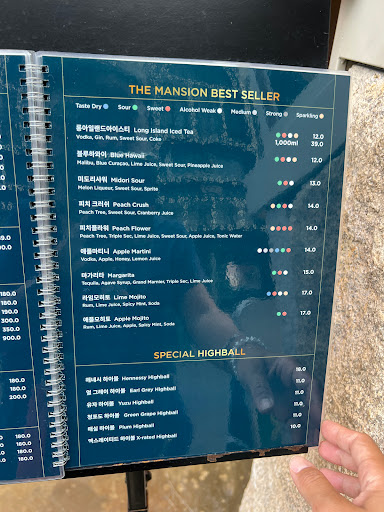 THE MANSION BEST SELLER
Taste Dry Sour Sweet Alcohol Weak Medium Strong Sparkling
롱아일랜드아이스티 Long Island Iced Tea 12.0
Vodka, Gin, Rum, Sweet Sour, Coke 1,000ml 39.0
블루하와이 Blue Hawaii 12.0
Malibu, Blue Curaçao, Lime Juice, Sweet Sour, Pineapple Juice
미도리사워 Midori Sour 13.0
Melon Liqueur, Sweet Sour, Sprite
피치 크러쉬 Peach Crush 14.0
Peach Tree, Sweet Sour, Cranberry Juice
피치플라워 Peach Flower 14.0
Peach Tree, Triple Sec, Lime Juice, Sweet Sour, Apple Juice, Tonic Water
애플마티니 Apple Martini 14.0
Vodka, Apple, Honey, Lemon Juice
마가리타 Margarita 15.0
Tequila, Agave Syrup, Grand Marnier, Triple Sec, Lime Juice
라임모히토 Lime Mojito 17.0
Rum, Lime Juice, Spicy Mint, Soda
애플모히토 Apple Mojito 17.0
Rum, Lime Juice, Apple, Spicy Mint, Soda
SPECIAL HIGHBALL
헤네시 하이볼 Hennessy Highball 18.0
얼 그레이 하이볼 Earl Grey Highball 11.0
유자 하이볼 Yuzu Highball 11.0
청포도 하이볼 Green Grape Highball 11.0
매실 하이볼 Plum Highball 11.0
엑스레이티드 하이볼 X-rated Highball 10.0
39.0
180.0
180.0
190.0
300.0
350.0
900.0
180.0
180.0
200.0
180.0
180.0